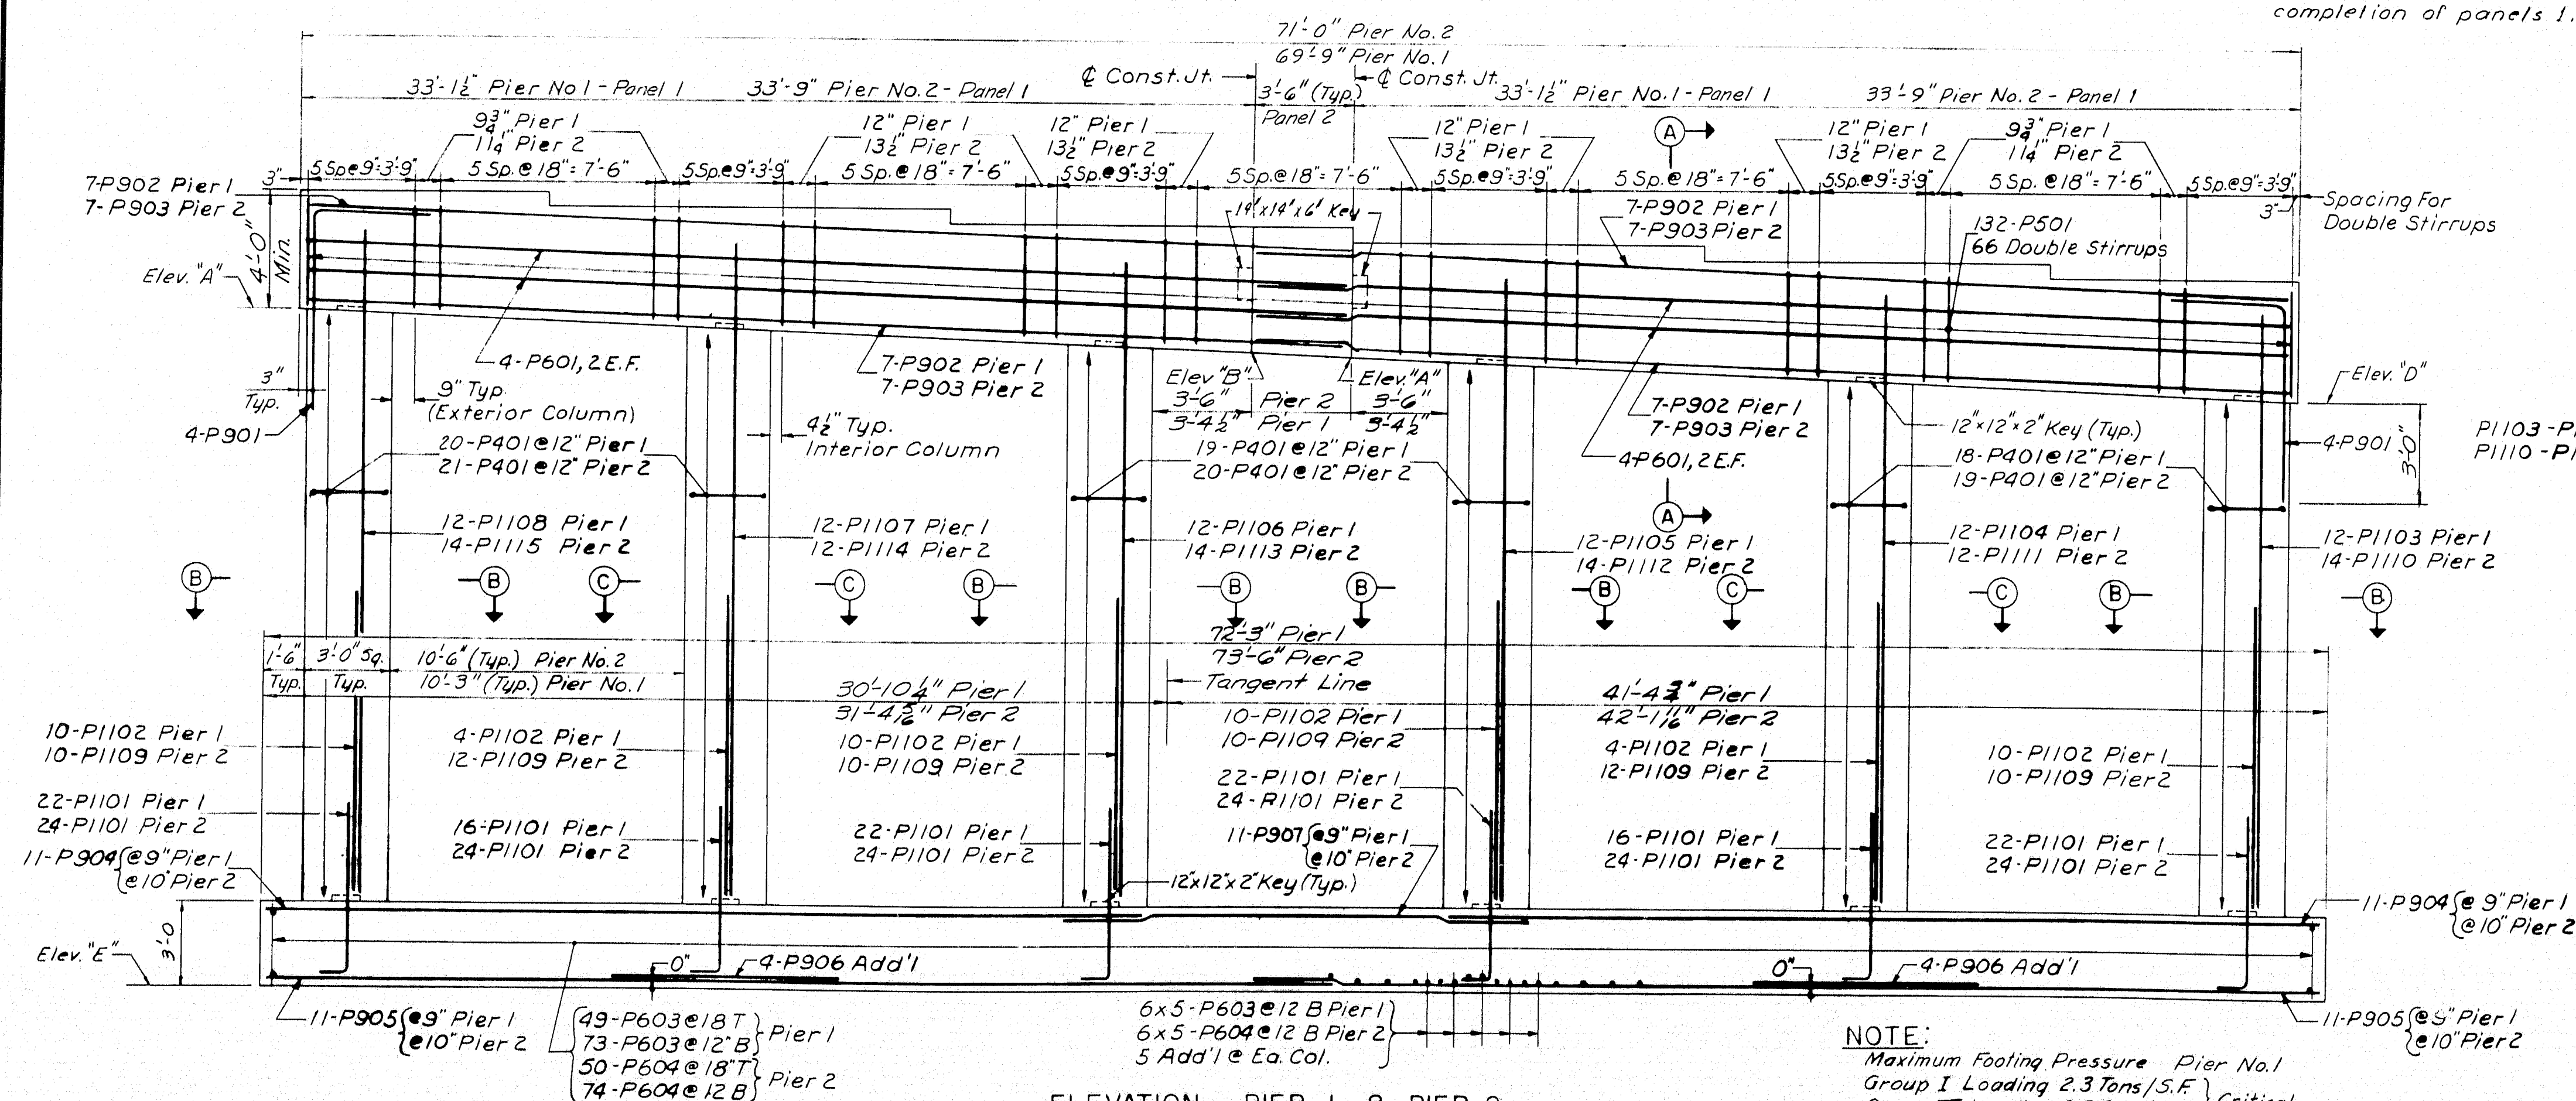 completion of panels 1.
71'-0" Pier No.2
69'-9" Pier No.1
℄ Const. Jt.
℄ Const. Jt.
33'-1½" Pier No 1 - Panel 1
33'-9" Pier No.2 - Panel 1
3'-6" (Typ.)
Panel 2
33'-1½" Pier No.1 - Panel 1
33'-9" Pier No. 2 - Panel 1
9¾" Pier 1
11¼" Pier 2
12" Pier 1
13½" Pier 2
12" Pier 1
13½" Pier 2
12" Pier 1
13½" Pier 2
A
12" Pier 1
13½" Pier 2
9¾" Pier 1
11¼" Pier 2
3"
5 Sp@9"=3'-9"
5 Sp.@ 18"= 7'-6"
5 Sp.@9"=3'-9"
5 Sp.@ 18"= 7'-6"
5 Sp.@9"=3'-9"
5 Sp.@18"= 7'-6"
5 Sp.@9"=3'-9"
5 Sp.@18"= 7'-6"
5 Sp.@9"=3'-9"
5 Sp.@18"= 7'-6"
5 Sp.@9"=3'-9"
3"
Spacing For
Double Stirrups
7-P902 Pier 1
7-P903 Pier 2
4'-0"
Min.
Elev. "A"
14"x14"x6" Key
7-P902 Pier 1
7-P903 Pier 2
132-P501
66 Double Stirrups
4-P601, 2 E.F.
7-P902 Pier 1
7-P903 Pier 2
Elev "B"
Elev. "A"
3'-6" Pier 2 3'-6"
3'-4½" Pier 1 3'-4½"
7-P902 Pier 1
7-P903 Pier 2
4-P601, 2 E.F.
Elev. "D"
3"
Typ.
9" Typ.
(Exterior Column)
4½" Typ.
Interior Column
4-P901
12"x12"x2" Key (Typ.)
4-P901
3'-0"
P1103-P
P1110-P1
20-P401@12" Pier 1
21-P401@12" Pier 2
19-P401@12" Pier 1
20-P401@12" Pier 2
18-P401@12" Pier 1
19-P401@12" Pier 2
12-P1108 Pier 1
14-P1115 Pier 2
12-P1107 Pier 1
12-P1114 Pier 2
12-P1106 Pier 1
14-P1113 Pier 2
A
12-P1105 Pier 1
14-P1112 Pier 2
12-P1104 Pier 1
12-P1111 Pier 2
12-P1103 Pier 1
14-P1110 Pier 2
B B C C B B B B C C B B
72'-3" Pier 1
73'-6" Pier 2
1'-6"
Typ.
3'-0" Sq.
Typ.
10'-6" (Typ.) Pier No.2
10'-3" (Typ.) Pier No.1
Tangent Line
30'-10¼" Pier 1
31'-4 5/16" Pier 2
41'-4¾" Pier 1
42'-1 11/16" Pier 2
10-P1102 Pier 1
10-P1109 Pier 2
4-P1102 Pier 1
12-P1109 Pier 2
10-P1102 Pier 1
10-P1109 Pier 2
10-P1102 Pier 1
10-P1109 Pier 2
4-P1102 Pier 1
12-P1109 Pier 2
10-P1102 Pier 1
10-P1109 Pier 2
22-P1101 Pier 1
24-P1101 Pier 2
16-P1101 Pier 1
24-P1101 Pier 2
22-P1101 Pier 1
24-P1101 Pier 2
22-P1101 Pier 1
24-P1101 Pier 2
16-P1101 Pier 1
24-P1101 Pier 2
22-P1101 Pier 1
24-P1101 Pier 2
11-P904 {@9" Pier 1
@10" Pier 2
11-P907 {@9" Pier 1
@10" Pier 2
12"x12"x2" Key (Typ.)
11-P904 {@ 9" Pier 1
@10" Pier 2
Elev. "E"
3'-0
0"
4-P906 Add'l
0"
4-P906 Add'l
11-P905 {@9" Pier 1
@10" Pier 2
49-P603@18 T
73-P603@12"B } Pier 1
50-P604@18"T
74-P604@12 B } Pier 2
6x5-P603@12 B Pier 1
6x5-P604@12 B Pier 2
5 Add'l @ Ea. Col.
11-P905 {@9" Pier 1
@10" Pier 2
NOTE:
Maximum Footing Pressure Pier No.1
Group I Loading 2.3 Tons/S.F. } Critical
ELEVATION - PIER 1 & PIER 2